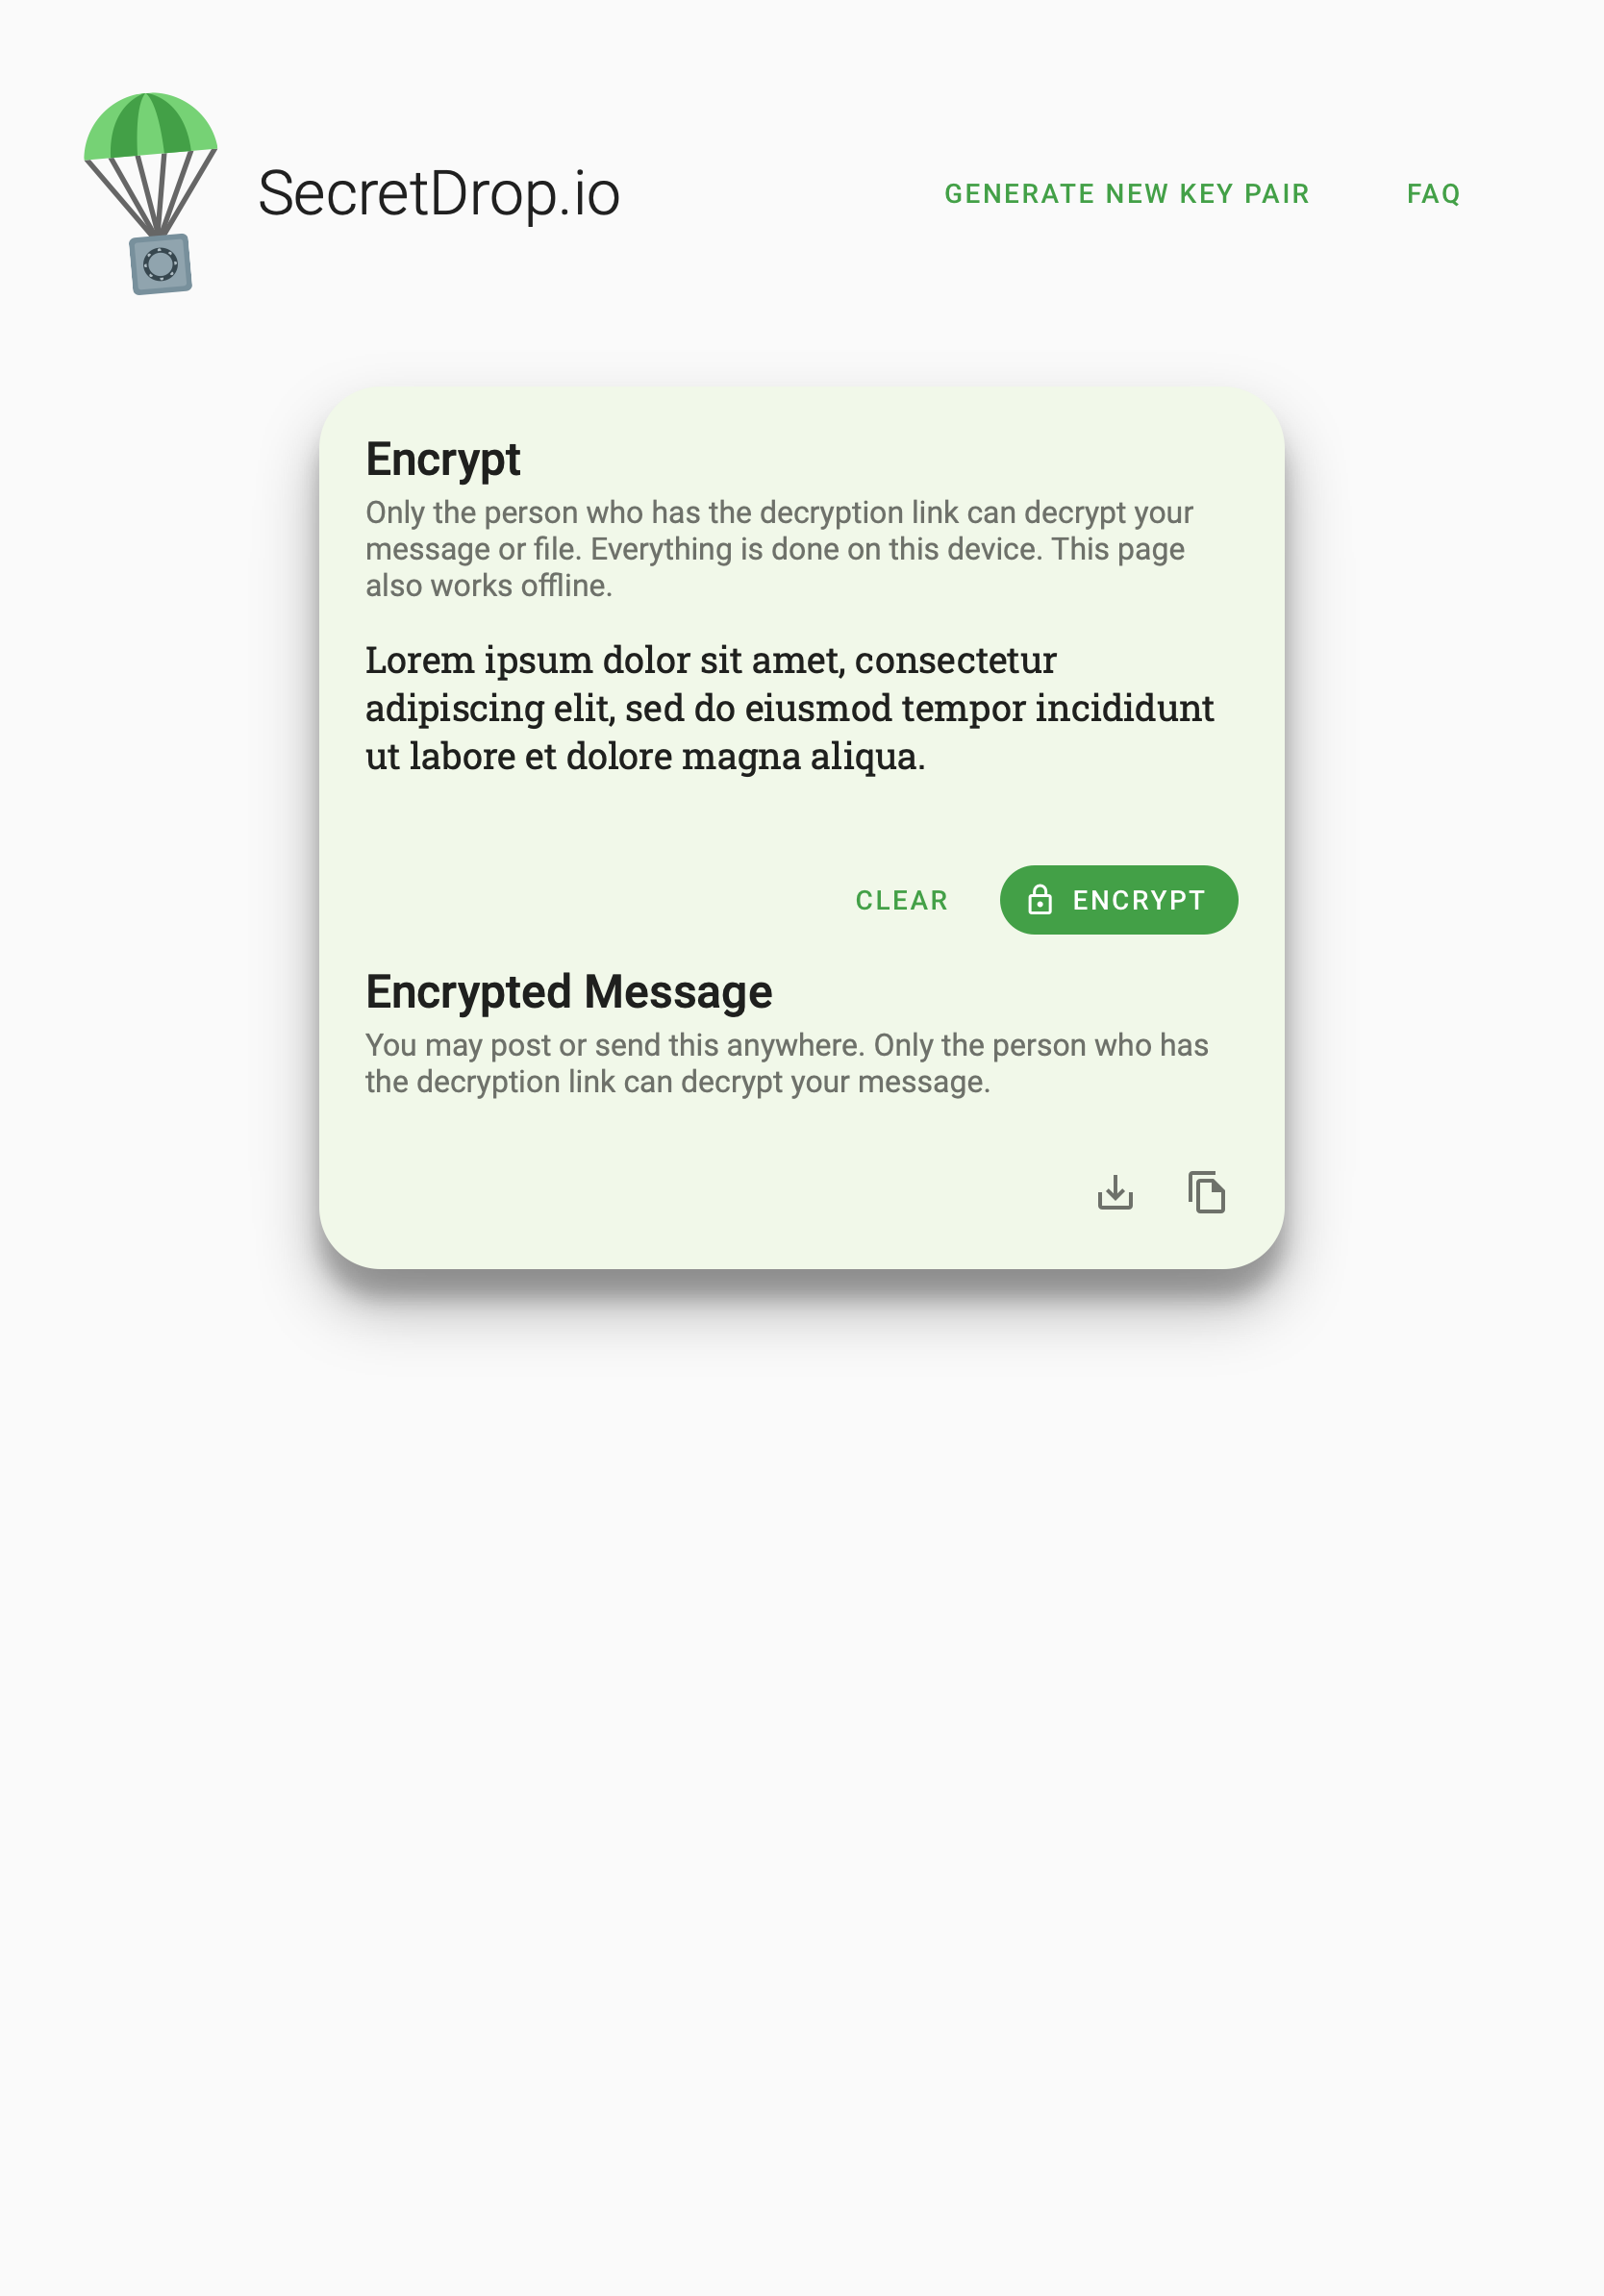 SecretDrop.io
GENERATE NEW KEY PAIR
FAQ
Encrypt
Only the person who has the decryption link can decrypt your
message or file. Everything is done on this device. This page
also works offline.
Lorem ipsum dolor sit amet, consectetur
adipiscing elit, sed do eiusmod tempor incididunt
ut labore et dolore magna aliqua.
CLEAR
ENCRYPT
Encrypted Message
You may post or send this anywhere. Only the person who has
the decryption link can decrypt your message.